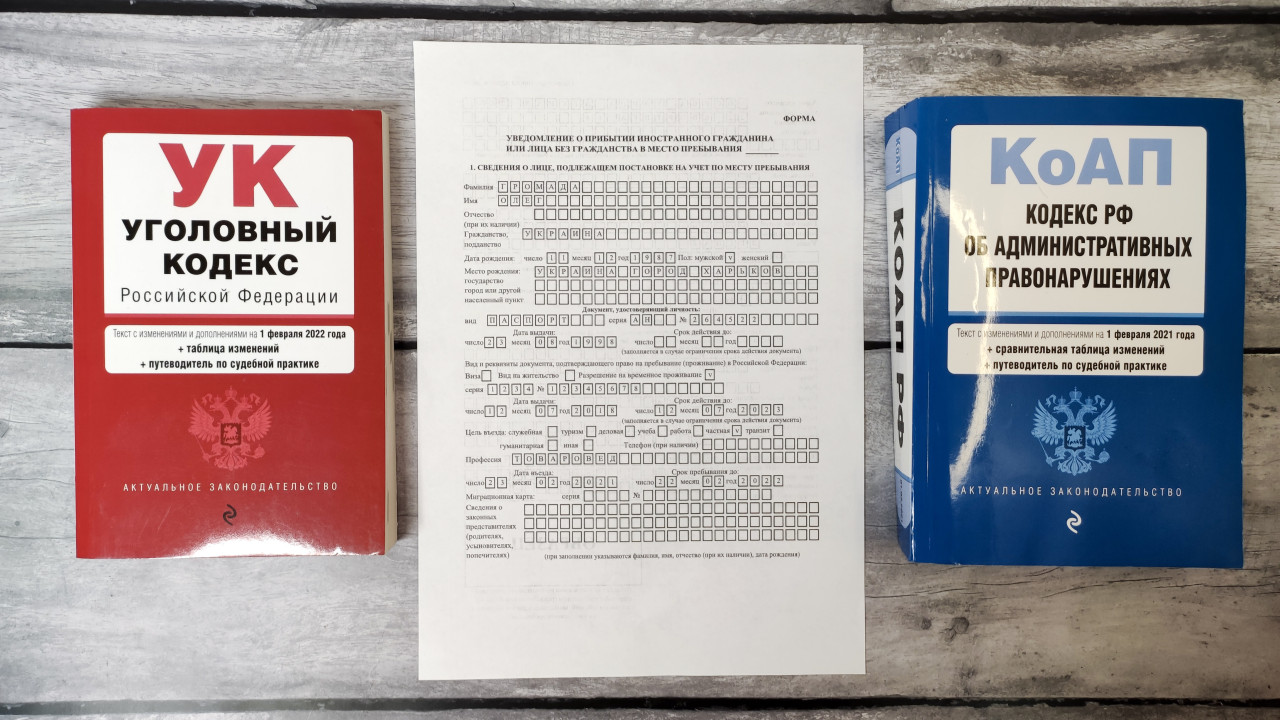 УК
УГОЛОВНЫЙ
КОДЕКС
Российской Федерации
Текст с изменениями и дополнениями на 1 февраля 2022 года
+ таблица изменений
+ путеводитель по судебной практике
АКТУАЛЬНОЕ ЗАКОНОДАТЕЛЬСТВО
ФОРМА
УВЕДОМЛЕНИЕ О ПРИБЫТИИ ИНОСТРАННОГО ГРАЖДАНИНА
ИЛИ ЛИЦА БЕЗ ГРАЖДАНСТВА В МЕСТО ПРЕБЫВАНИЯ
1. СВЕДЕНИЯ О ЛИЦЕ, ПОДЛЕЖАЩЕМ ПОСТАНОВКЕ НА УЧЕТ ПО МЕСТУ ПРЕБЫВАНИЯ
Фамилия ГРОМАДА
Имя ОЛЕГ
Отчество
(при их наличии)
Гражданство, УКРАИНА
подданство
Дата рождения: число 10 месяц 12 год 1987 Пол: мужской v женский
Место рождения: УКРАИНА ГОРОД ХАРЬКОВ
государство
город или другой
населенный пункт
Документ, удостоверяющий личность:
вид ПАСПОРТ серия АН № 264522
Дата выдачи: Срок действия до:
число 23 месяц 08 год 1998 число месяц год
(заполняется в случае ограничения срока действия документа)
Вид и реквизиты документа, подтверждающего право на пребывание (проживание) в Российской Федерации:
Виза Вид на жительство Разрешение на временное проживание v
серия 1234 № 12345678
Дата выдачи: Срок действия до:
число 12 месяц 07 год 2018 число 12 месяц 07 год 2023
(заполняется в случае ограничения срока действия документа)
Цель въезда: служебная туризм деловая учеба работа частная v транзит
гуманитарная иная Телефон (при наличии)
Профессия ТОВАРОВЕД
Дата въезда: Срок пребывания до:
число 23 месяц 02 год 2021 число 22 месяц 02 год 2022
Миграционная карта: серия №
Сведения о
законных
представителях
(родителях,
усыновителях,
попечителях)
(при заполнении указываются фамилия, имя, отчество (при их наличии), дата рождения)
КоАП
КоАП РФ
КоАП
КОДЕКС РФ
ОБ АДМИНИСТРАТИВНЫХ
ПРАВОНАРУШЕНИЯХ
Текст с изменениями и дополнениями на 1 февраля 2021 года
+ сравнительная таблица изменений
+ путеводитель по судебной практике
АКТУАЛЬНОЕ ЗАКОНОДАТЕЛЬСТВО